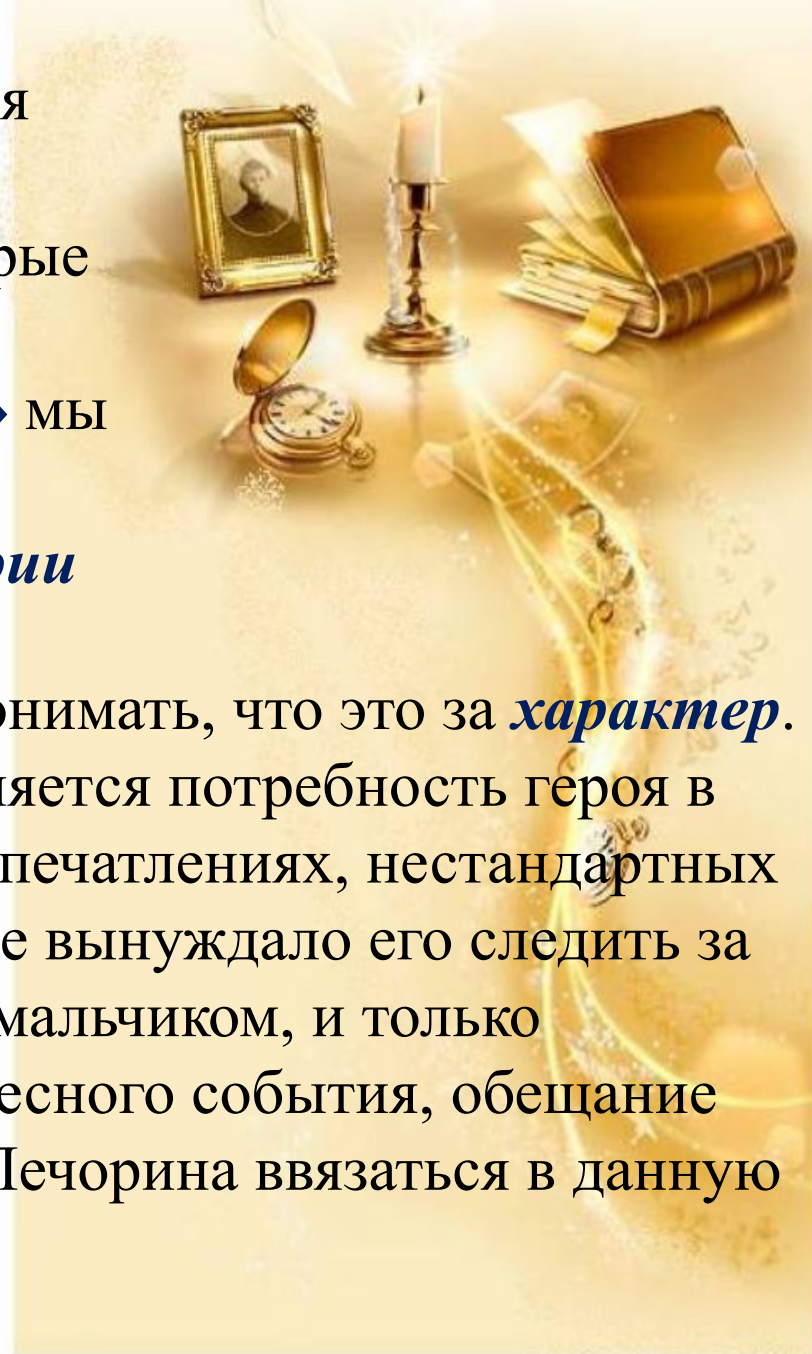 я
рые
» мы
рии
онимать, что это за характер.
ляется потребность героя в
печатлениях, нестандартных
е вынуждало его следить за
мальчиком, и только
есного события, обещание
Печорина ввязаться в данную